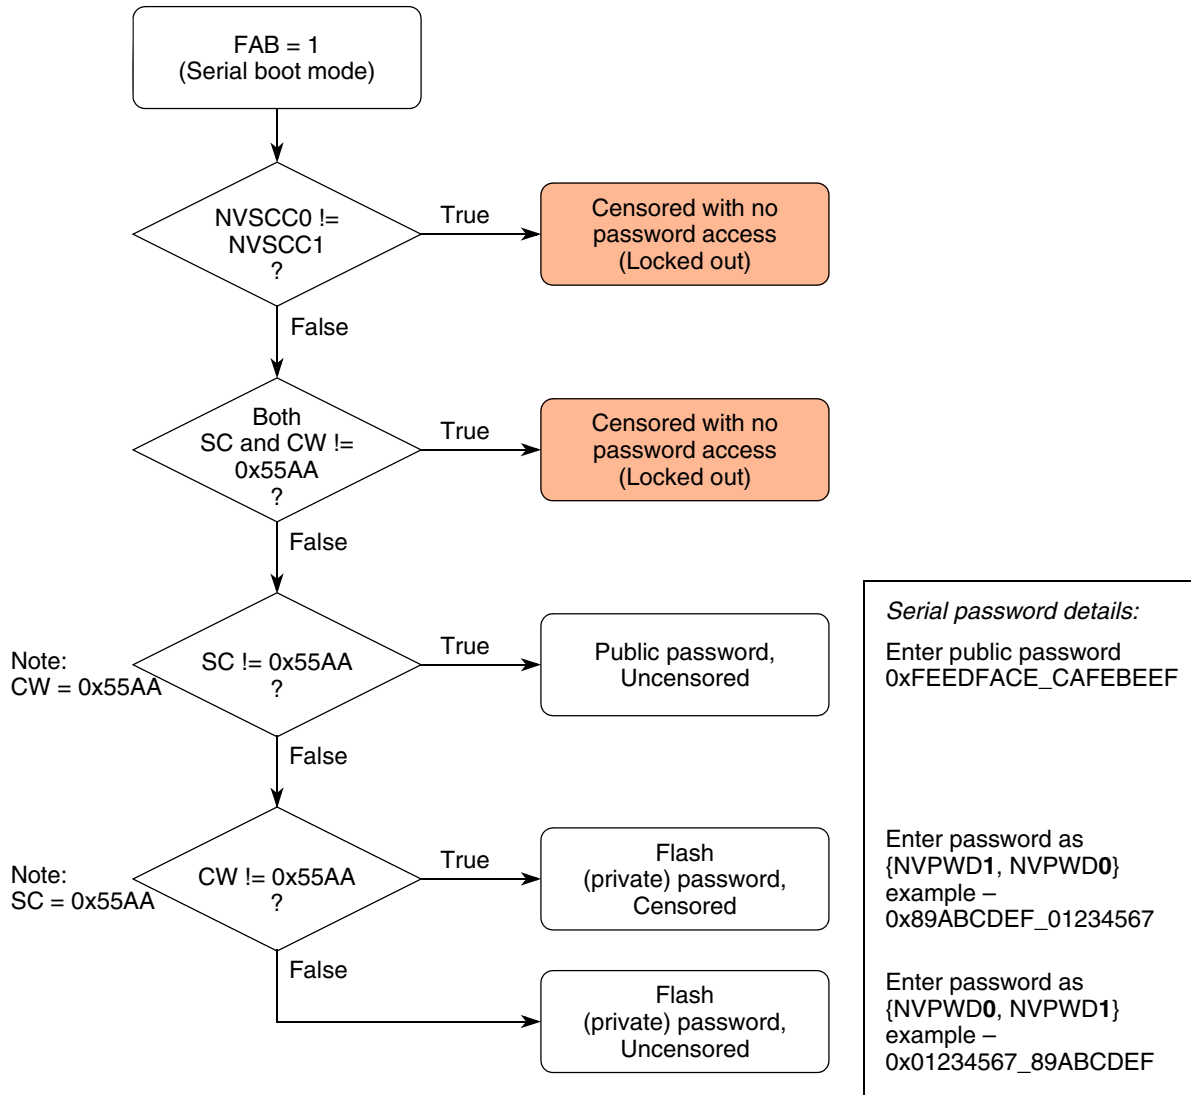 FAB = 1
(Serial boot mode)
NVSCC0 !=
NVSCC1
?
True
Censored with no
password access
(Locked out)
False
Both
SC and CW !=
0x55AA
?
True
Censored with no
password access
(Locked out)
False
Note:
CW = 0x55AA
SC != 0x55AA
?
True
Public password,
Uncensored
False
Note:
SC = 0x55AA
CW != 0x55AA
?
True
Flash
(private) password,
Censored
False
Flash
(private) password,
Uncensored
Serial password details:
Enter public password
0xFEEDFACE_CAFEBEEF
Enter password as
{NVPWD1, NVPWD0}
example –
0x89ABCDEF_01234567
Enter password as
{NVPWD0, NVPWD1}
example –
0x01234567_89ABCDEF